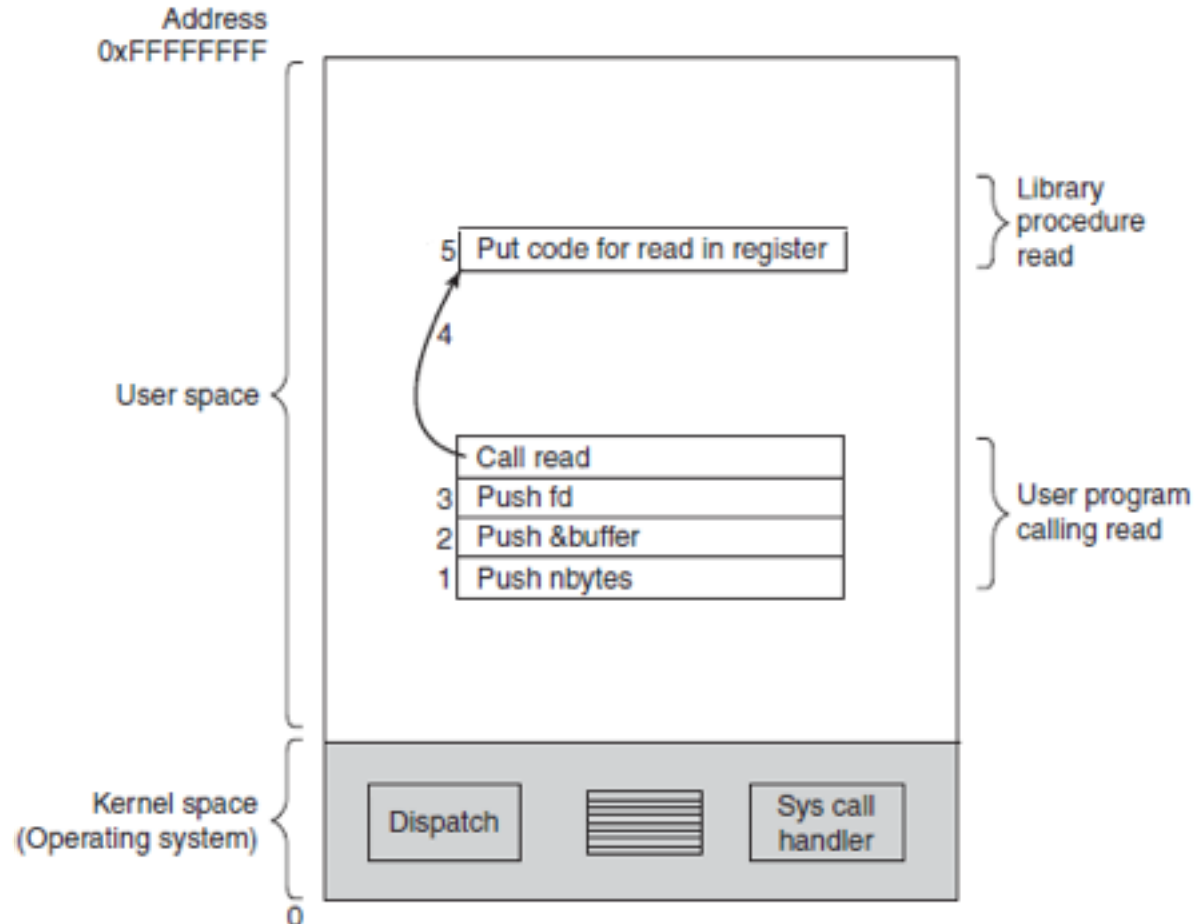 Address
0xFFFFFFFF
Library
procedure
read
5 Put code for read in register
4
User space
Call read
3 Push fd
2 Push &buffer
1 Push nbytes
User program
calling read
Kernel space
(Operating system)
Dispatch
Sys call
handler
0